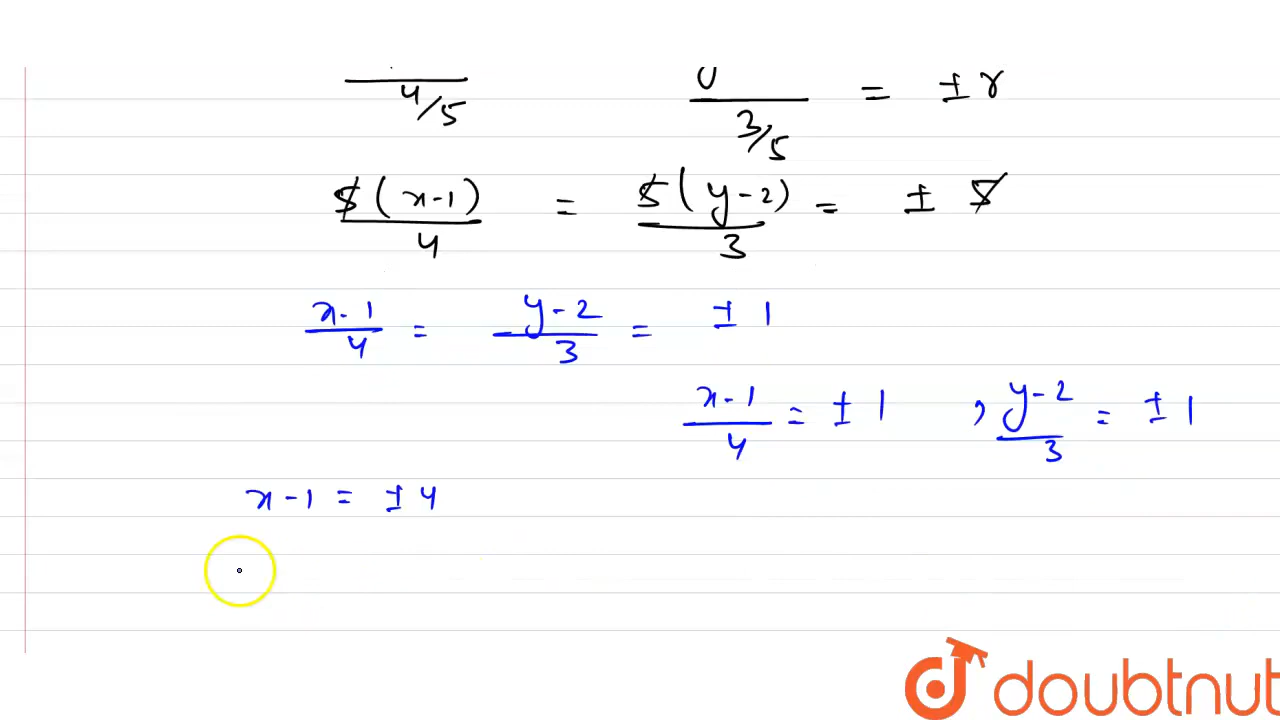 4/5 3/5 = ± r
5(x-1)/4 = 5(y-2)/3 = ± 5
x-1/4 = y-2/3 = ± 1
x-1/4 = ± 1 , y-2/3 = ± 1
x-1 = ± 4
doubtnut